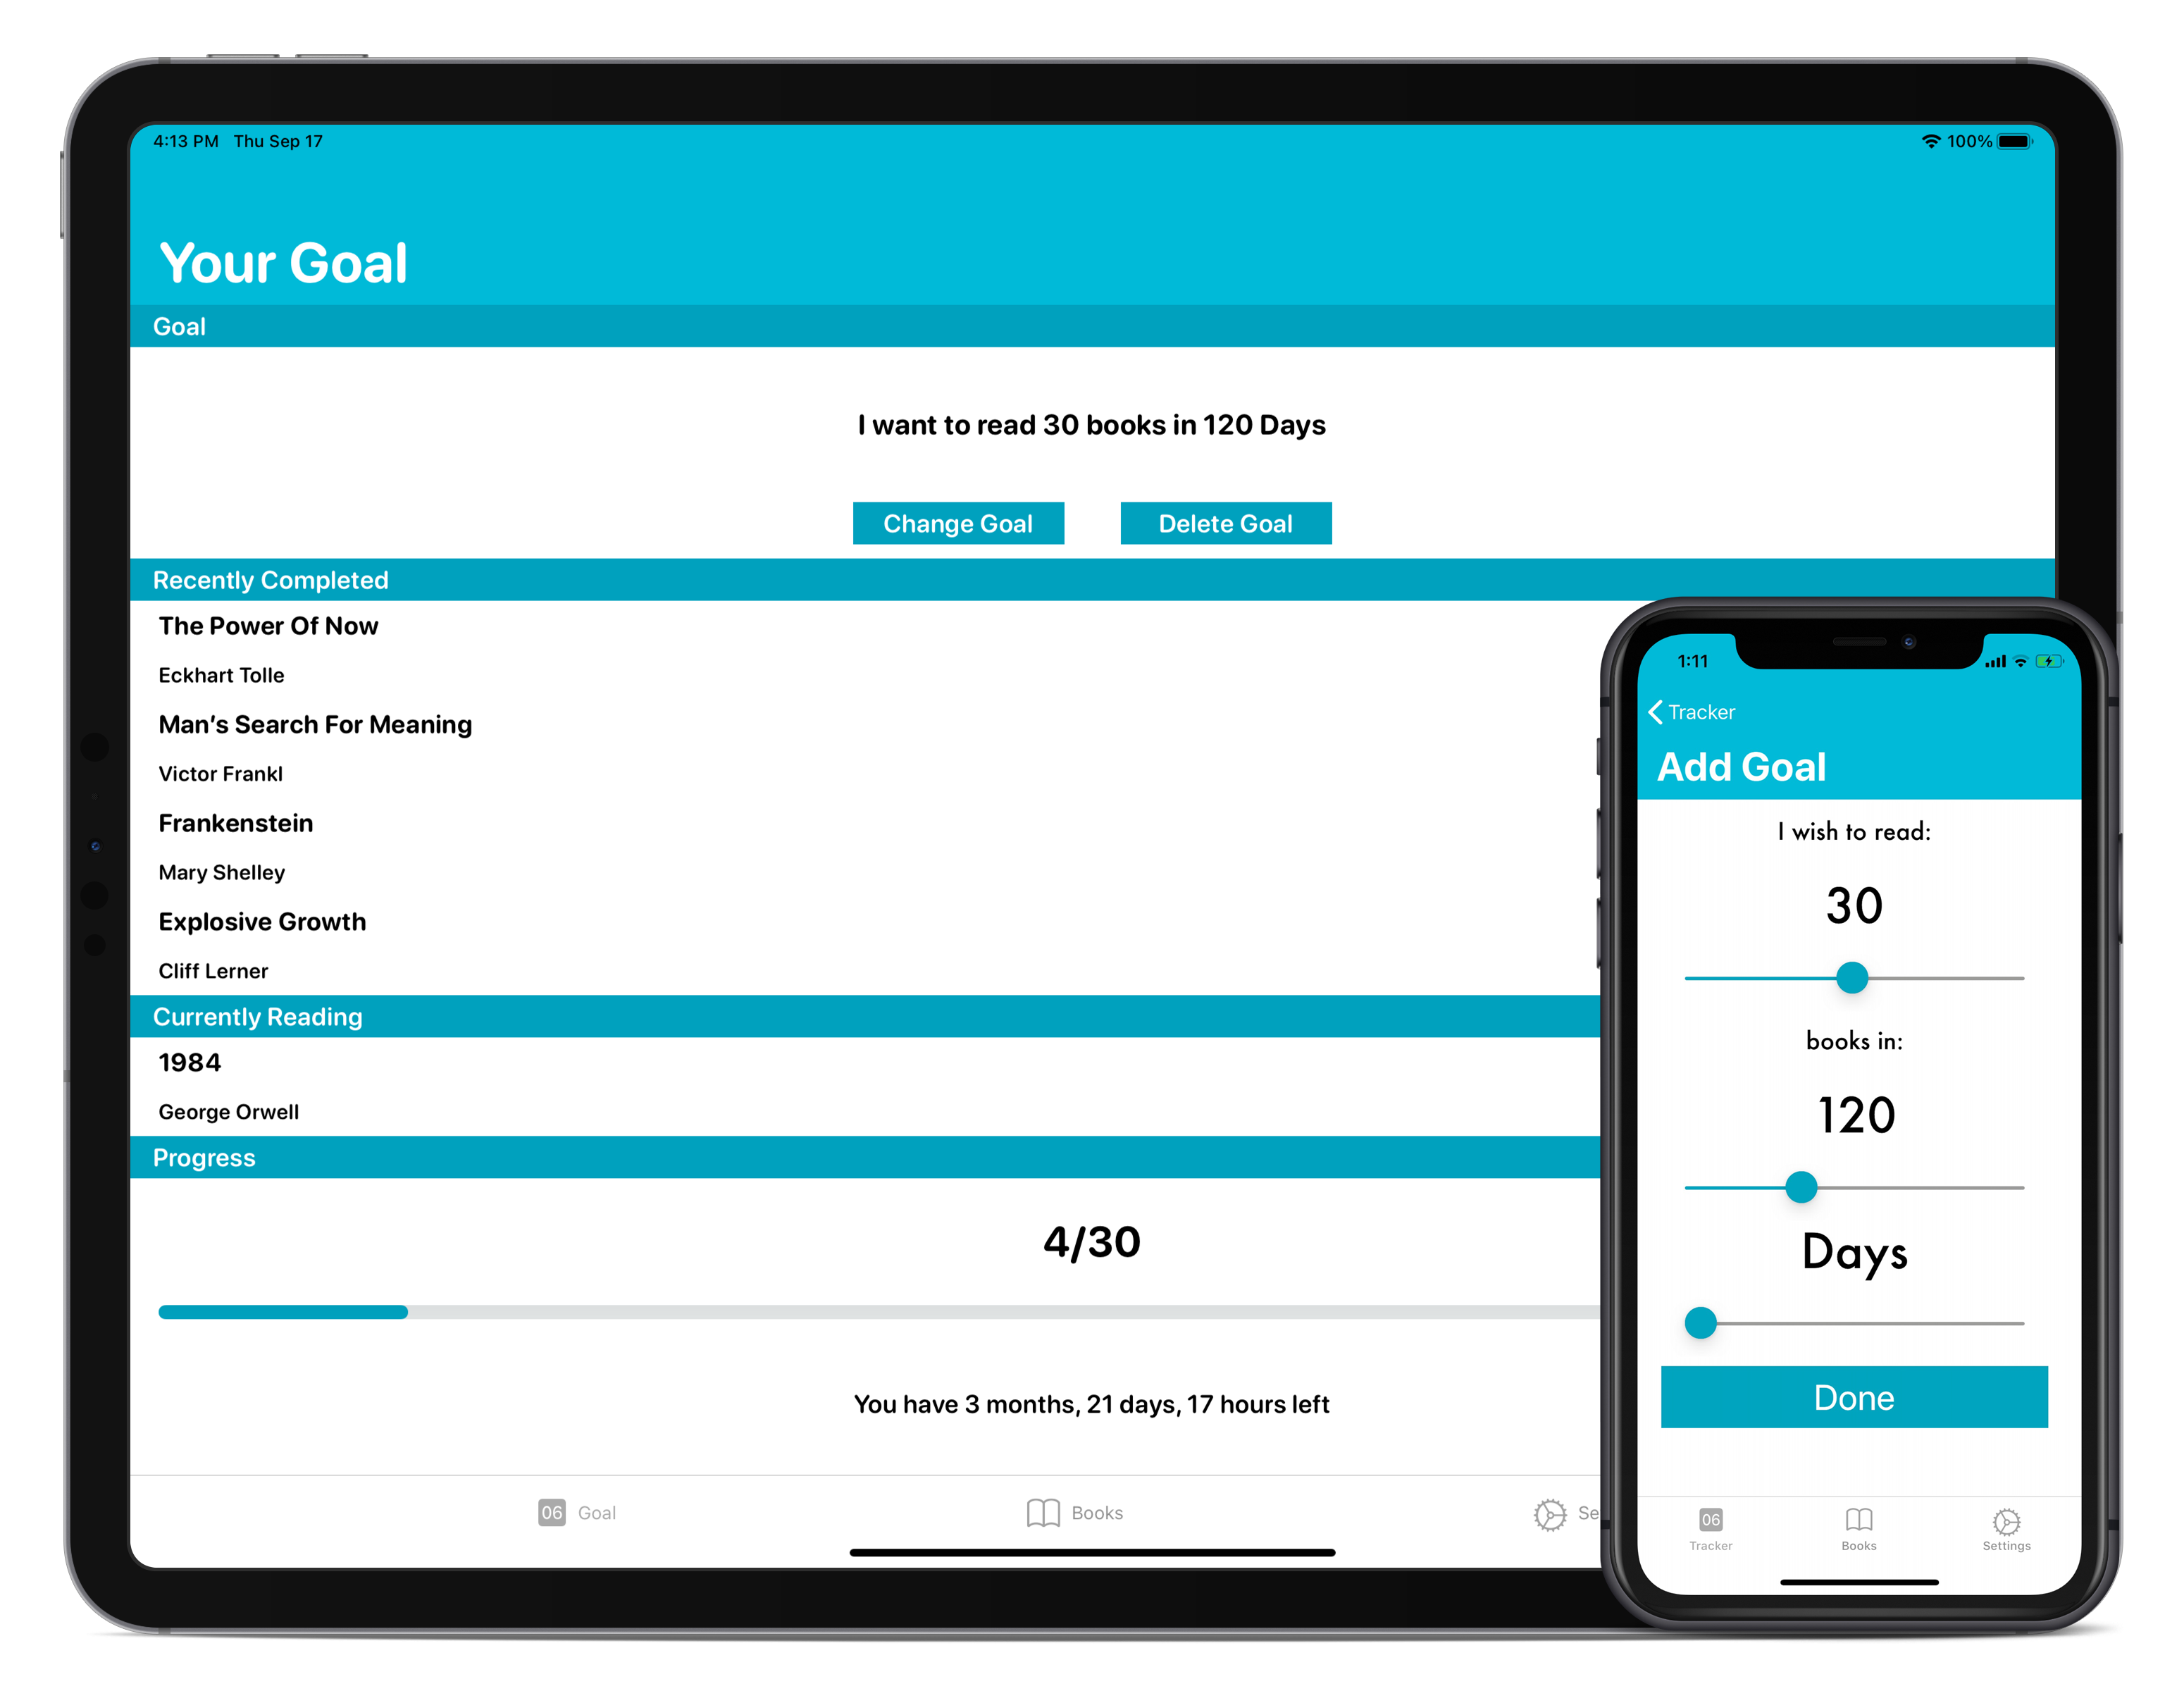 4:13 PM Thu Sep 17
100%
Your Goal
Goal
I want to read 30 books in 120 Days
Change Goal Delete Goal
Recently Completed
The Power Of Now
Eckhart Tolle
Man's Search For Meaning
Victor Frankl
Frankenstein
Mary Shelley
Explosive Growth
Cliff Lerner
Currently Reading
1984
George Orwell
Progress
4/30
You have 3 months, 21 days, 17 hours left
06 Goal Books Se
1:11
Tracker
Add Goal
I wish to read:
30
books in:
120
Days
Done
06
Tracker Books Settings